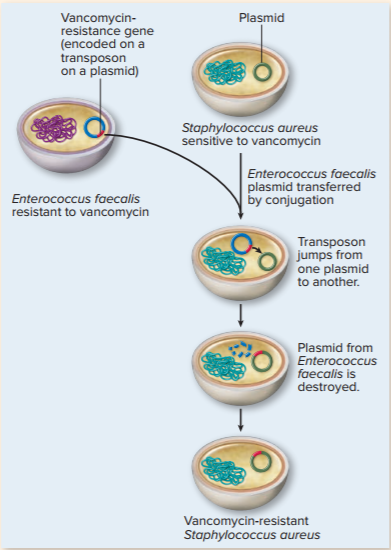 Vancomycin-
resistance gene
(encoded on a
transposon
on a plasmid)
Plasmid
Staphylococcus aureus
sensitive to vancomycin
Enterococcus faecalis
resistant to vancomycin
Enterococcus faecalis
plasmid transferred
by conjugation
Transposon
jumps from
one plasmid
to another.
Plasmid from
Enterococcus
faecalis is
destroyed.
Vancomycin-resistant
Staphylococcus aureus